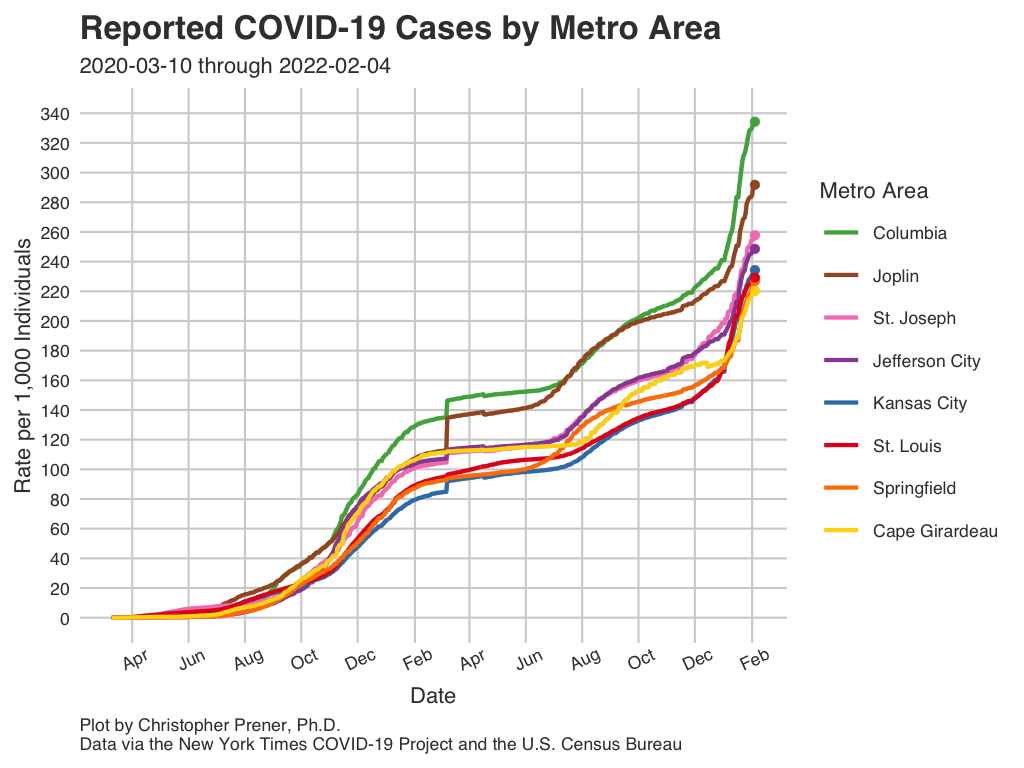 Reported COVID-19 Cases by Metro Area
2020-03-10 through 2022-02-04
Rate per 1,000 Individuals
340
320
300
280
260
240
220
200
180
160
140
120
100
80
60
40
20
0
Apr Jun Aug Oct Dec Feb Apr Jun Aug Oct Dec Feb
Date
Metro Area
Columbia
Joplin
St. Joseph
Jefferson City
Kansas City
St. Louis
Springfield
Cape Girardeau
Plot by Christopher Prener, Ph.D.
Data via the New York Times COVID-19 Project and the U.S. Census Bureau